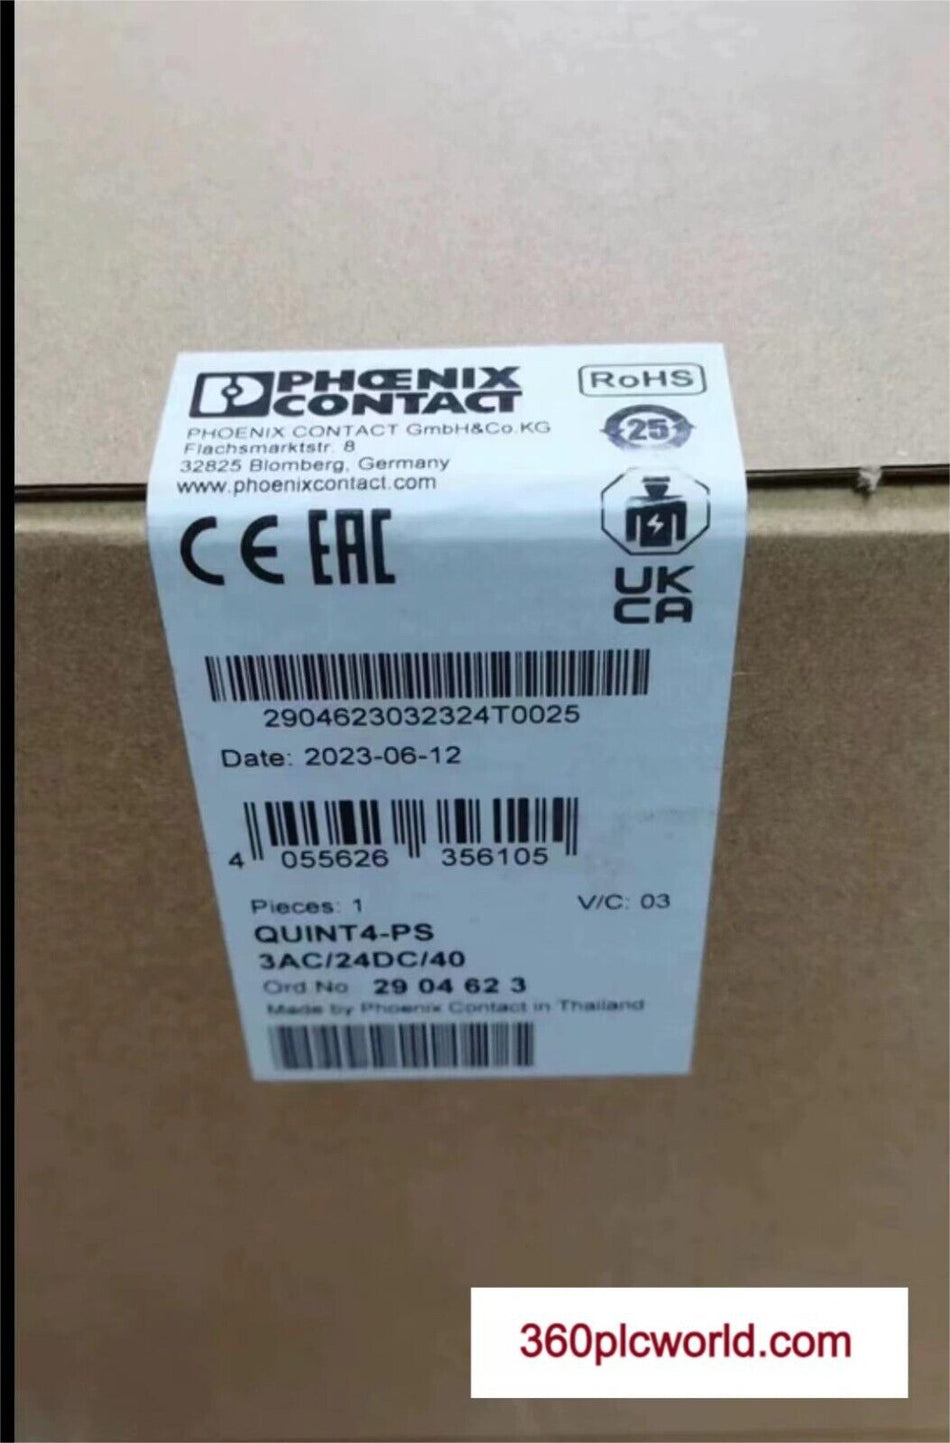 PHŒNIX
CONTACT
RoHS
PHOENIX CONTACT GmbH&Co.KG
Flachsmarktstr. 8
32825 Blomberg, Germany
www.phoenixcontact.com
25
CE EAC
UK
CA
2904623032324T0025
Date: 2023-06-12
4 055626 356105
Pieces: 1 V/C: 03
QUINT4-PS
3AC/24DC/40
Ord No 29 04 62 3
Made by Phoenix Contact in Thailand
360plcworld.com